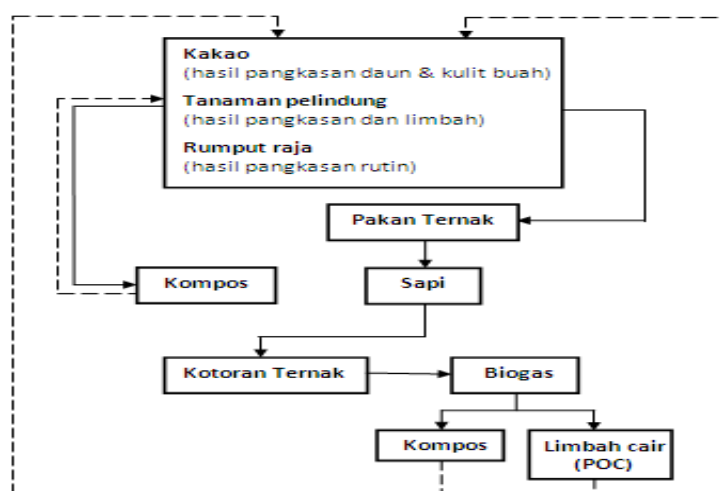 Kakao
(hasil pangkasan daun & kulit buah)
Tanaman pelindung
(hasil pangkasan dan limbah)
Rumput raja
(hasil pangkasan rutin)
Pakan Ternak
Kompos
Sapi
Kotoran Ternak
Biogas
Kompos
Limbah cair
(POC)